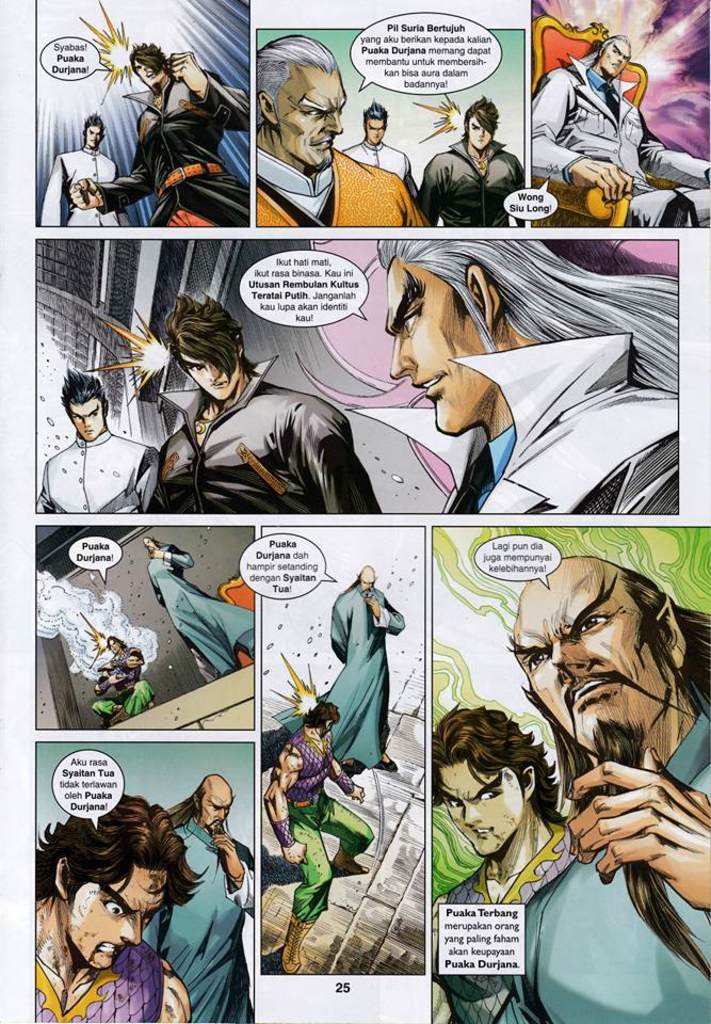 Syabas!
Puaka
Durjana!
Pil Suria Bertujuh
yang aku berikan kepada kalian
Puaka Durjana memang dapat
membantu untuk membersih-
kan bisa aura dalam
badannya!
Wong
Siu Long!
Ikut hati mati,
ikut rasa binasa. Kau ini
Utusan Rembulan Kultus
Teratai Putih. Janganlah
kau lupa akan identiti
kau!
Puaka
Durjana!
Puaka
Durjana dah
hampir setanding
dengan Syaitan
Tua!
Lagi pun dia
juga mempunyai
kelebihannya!
Aku rasa
Syaitan Tua
tidak terlawan
oleh Puaka
Durjana!
Puaka Terbang
merupakan orang
yang paling faham
akan keupayaan
Puaka Durjana.
25